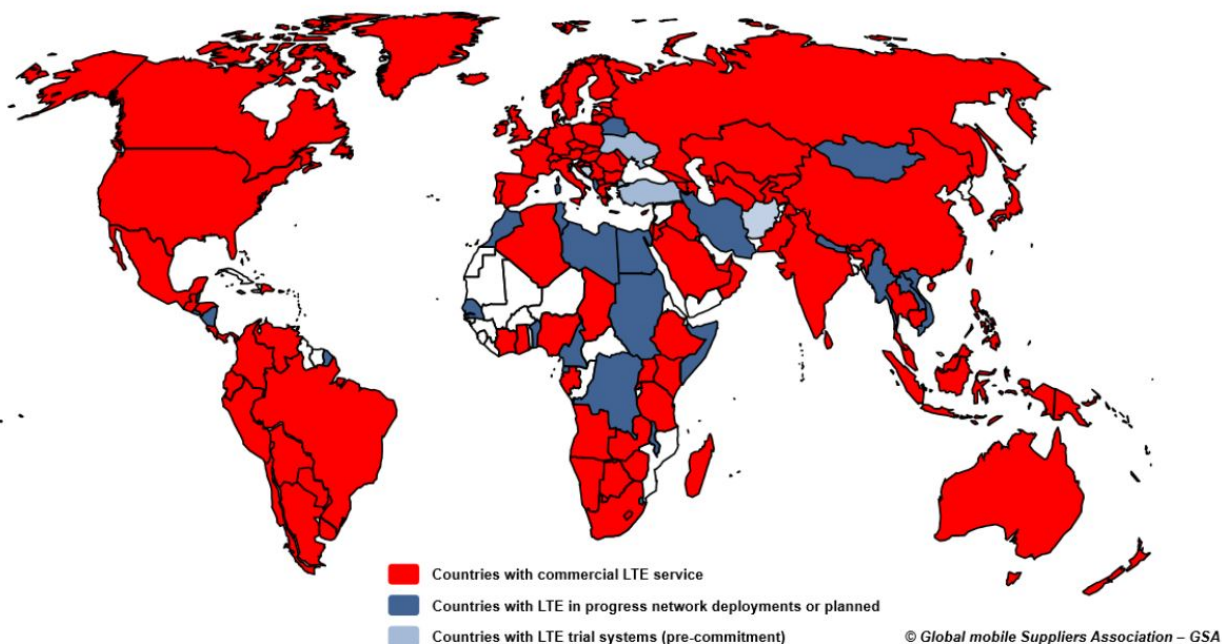 Countries with commercial LTE service
Countries with LTE in progress network deployments or planned
Countries with LTE trial systems (pre-commitment)
© Global mobile Suppliers Association – GSA